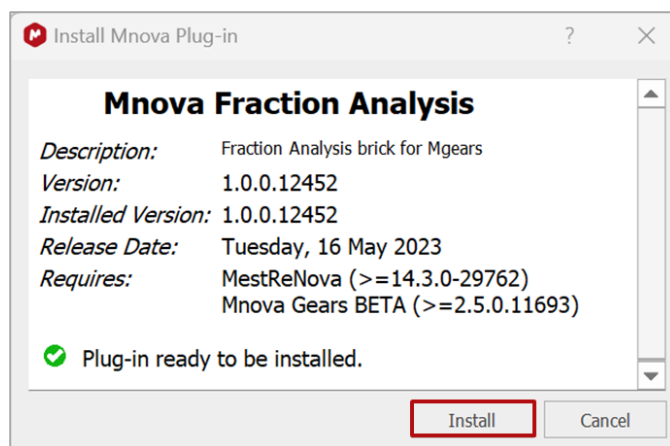 Install Mnova Plug-in
Mnova Fraction Analysis
Description: Fraction Analysis brick for Mgears
Version: 1.0.0.12452
Installed Version: 1.0.0.12452
Release Date: Tuesday, 16 May 2023
Requires: MestReNova (>=14.3.0-29762)
Mnova Gears BETA (>=2.5.0.11693)
Plug-in ready to be installed.
Install Cancel